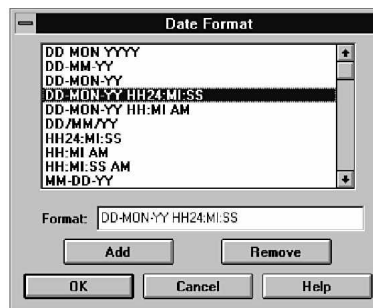 Date Format
DD MON YYYY
DD-MM-YY
DD-MON-YY
DD-MON-YY HH24:MI:SS
DD-MON-YY HH:MI AM
DD/MM/YY
HH24:MI:SS
HH:MI AM
HH:MI:SS AM
MM-DD-YY
Format: DD-MON-YY HH24:MI:SS
Add Remove
OK Cancel Help